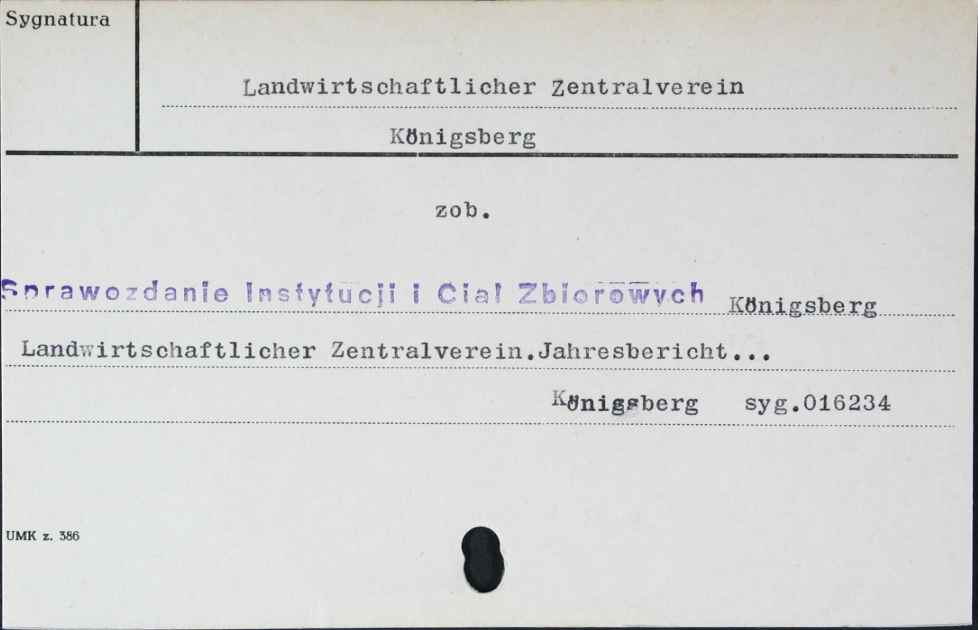 Sygnatura
Landwirtschaftlicher Zentralverein
Königsberg
zob.
Sprawozdanie Instytucji i Ciał Zbiorowych Königsberg
Landwirtschaftlicher Zentralverein.Jahresbericht...
Königsberg syg.016234
UMK z. 386